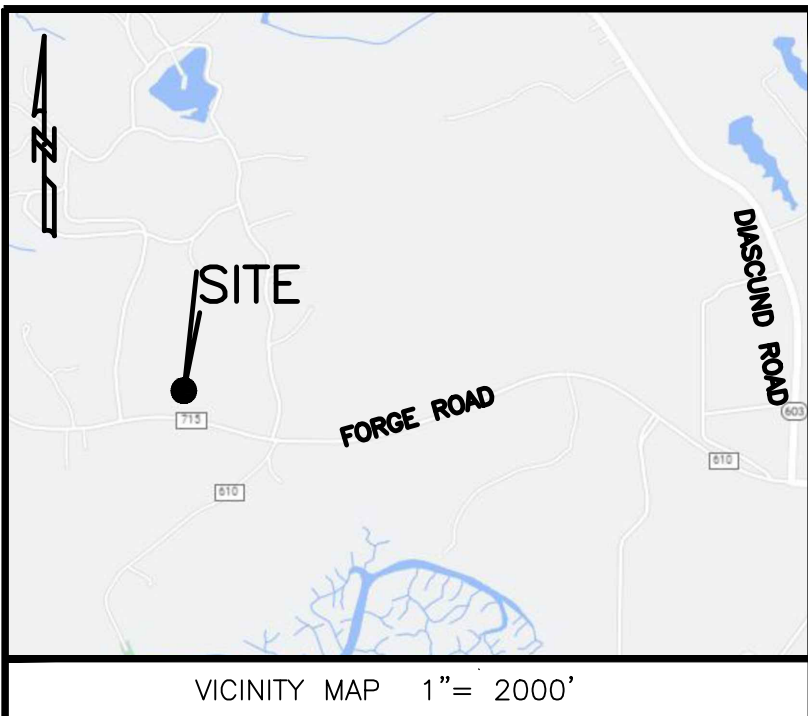 N
SITE
DIASCUND ROAD
603
FORGE ROAD
715
610
610
VICINITY MAP 1"= 2000'